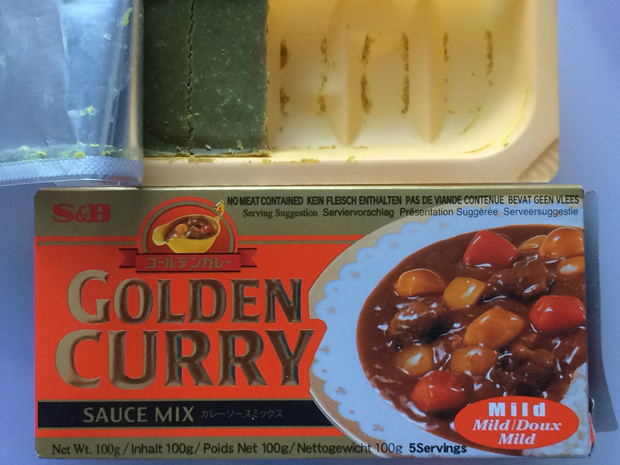 NO MEAT CONTAINED KEIN FLEISCH ENTHALTEN PAS DE VIANDE CONTENUE BEVAT GEEN VLEES
Serving Suggestion Serviervorschlag Présentation Suggérée Serveersuggestie
S&B
ゴールデンカレー
GOLDEN
CURRY
SAUCE MIX カレーソースミックス
Mild
Mild/Doux
Mild
Net Wt. 100g/Inhalt 100g/Poids Net 100g/Nettogewicht 100g 5Servings